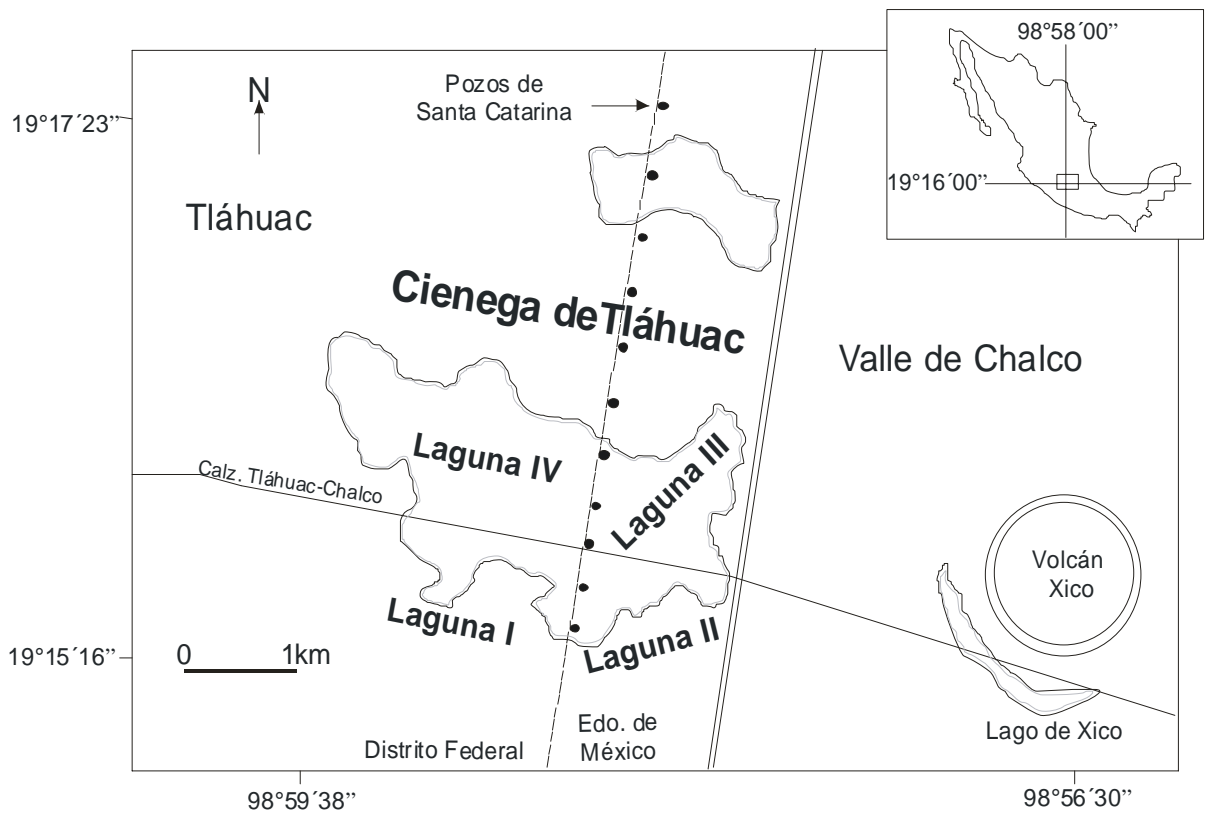 98°58´00”
N
Pozos de
Santa Catarina
19°17´23”
19°16´00”
Tláhuac
Cienega deTláhuac
Valle de Chalco
Laguna IV
Laguna III
Calz. Tláhuac-Chalco
Volcán
Xico
Laguna I
Laguna II
0 1km
19°15´16”
Lago de Xico
Distrito Federal
Edo. de
México
98°59´38”
98°56´30”